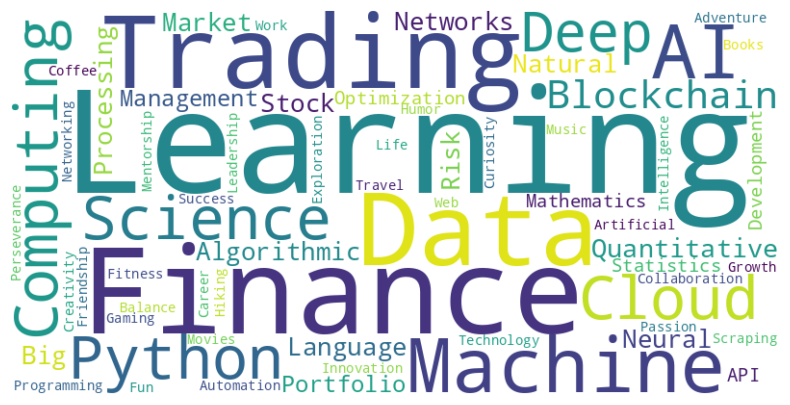 Trading
Market
Work
Networks
Deep
AI
Adventure
Books
Coffee
Computing
Processing
Natural
Management
Stock
Optimization
Humor
Blockchain
Networking
Learning
Mentorship
Leadership
Exploration
Life
Risk
Curiosity
Music
Intelligence
Development
Perseverance
Success
Travel
Science
Data
Web
Mathematics
Artificial
Algorithmic
Quantitative
Statistics
Growth
Creativity
Friendship
Fitness
Finance
Cloud
Collaboration
Balance
Gaming
Career
Hiking
Passion
Big
Python
Movies
Language
Machine
Technology
Neural
Scraping
Innovation
Programming
Fun
Automation
Portfolio
API